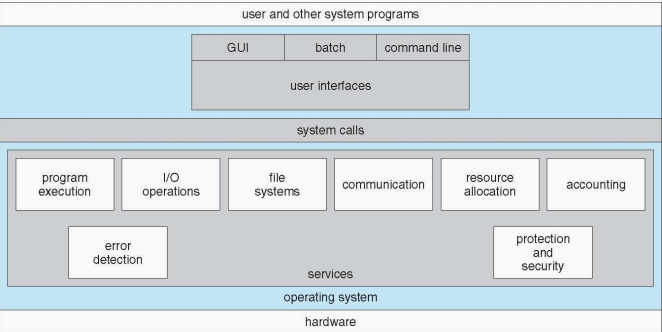 user and other system programs
GUI
batch
command line
user interfaces
system calls
program
execution
I/O
operations
file
systems
communication
resource
allocation
accounting
error
detection
protection
and
security
services
operating system
hardware